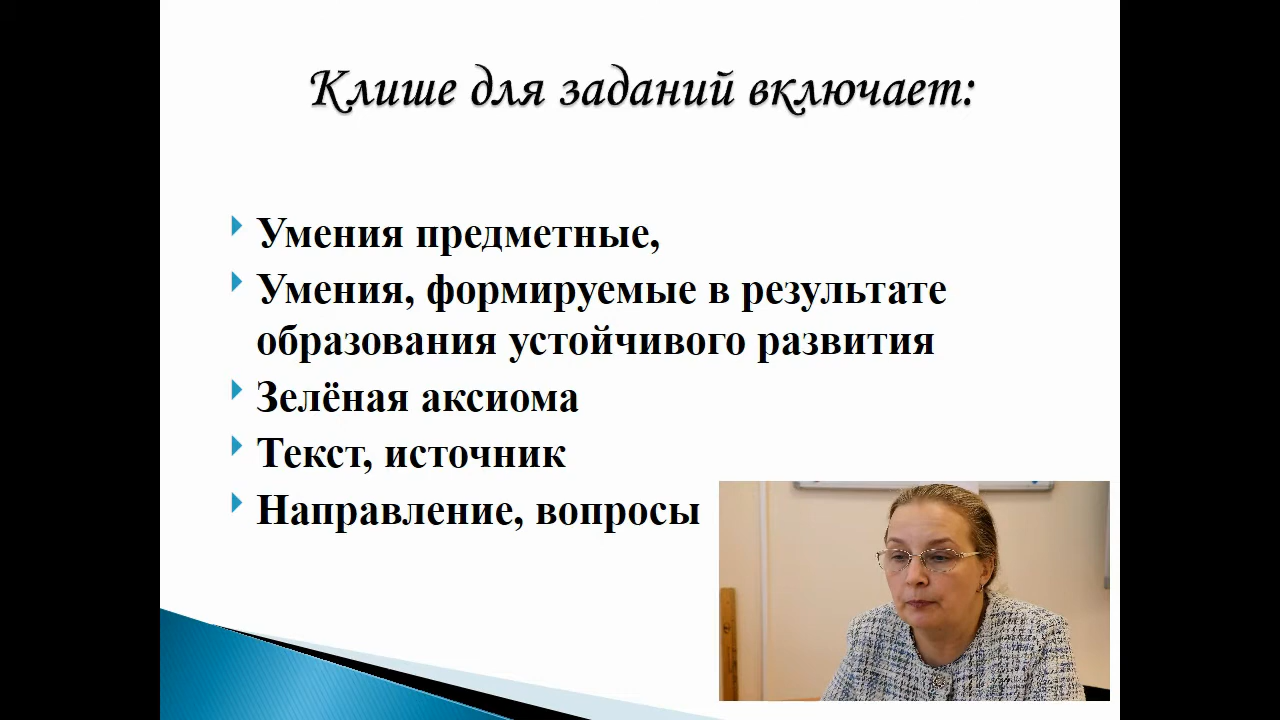 Клише для заданий включает:
Умения предметные,
Умения, формируемые в результате
образования устойчивого развития
Зелёная аксиома
Текст, источник
Направление, вопросы